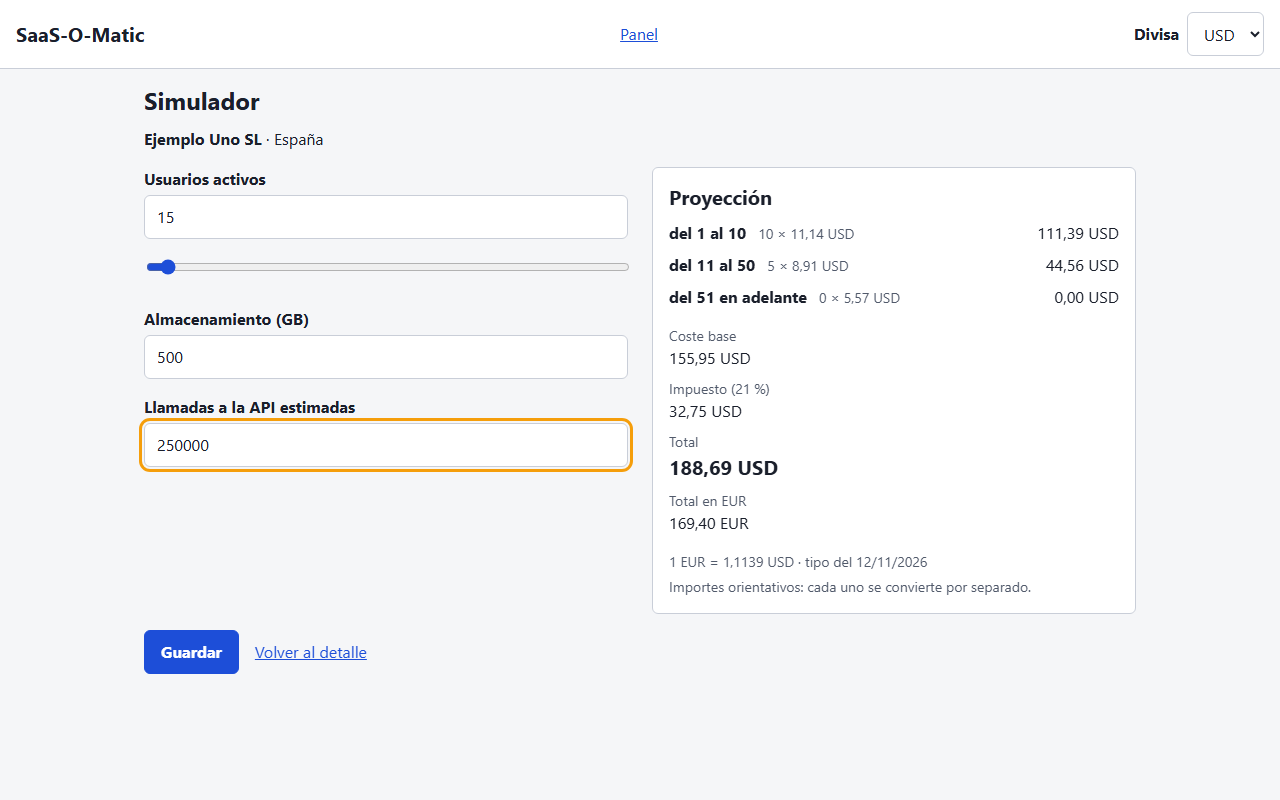 SaaS-O-Matic
Panel
Divisa USD
Simulador
Ejemplo Uno SL · España
Usuarios activos
15
Almacenamiento (GB)
500
Llamadas a la API estimadas
250000
Proyección
del 1 al 10 10 × 11,14 USD 111,39 USD
del 11 al 50 5 × 8,91 USD 44,56 USD
del 51 en adelante 0 × 5,57 USD 0,00 USD
Coste base
155,95 USD
Impuesto (21 %)
32,75 USD
Total
188,69 USD
Total en EUR
169,40 EUR
1 EUR = 1,1139 USD · tipo del 12/11/2026
Importes orientativos: cada uno se convierte por separado.
Guardar
Volver al detalle